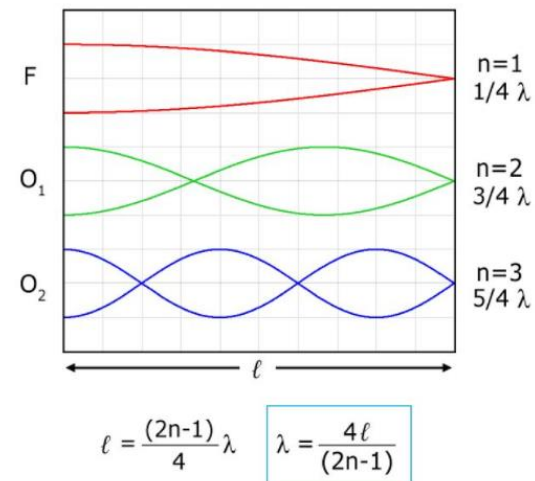 F
n=1
1/4 λ
O₁
n=2
3/4 λ
O₂
n=3
5/4 λ
ℓ
ℓ = (2n-1)/4 λ
λ = 4ℓ/(2n-1)